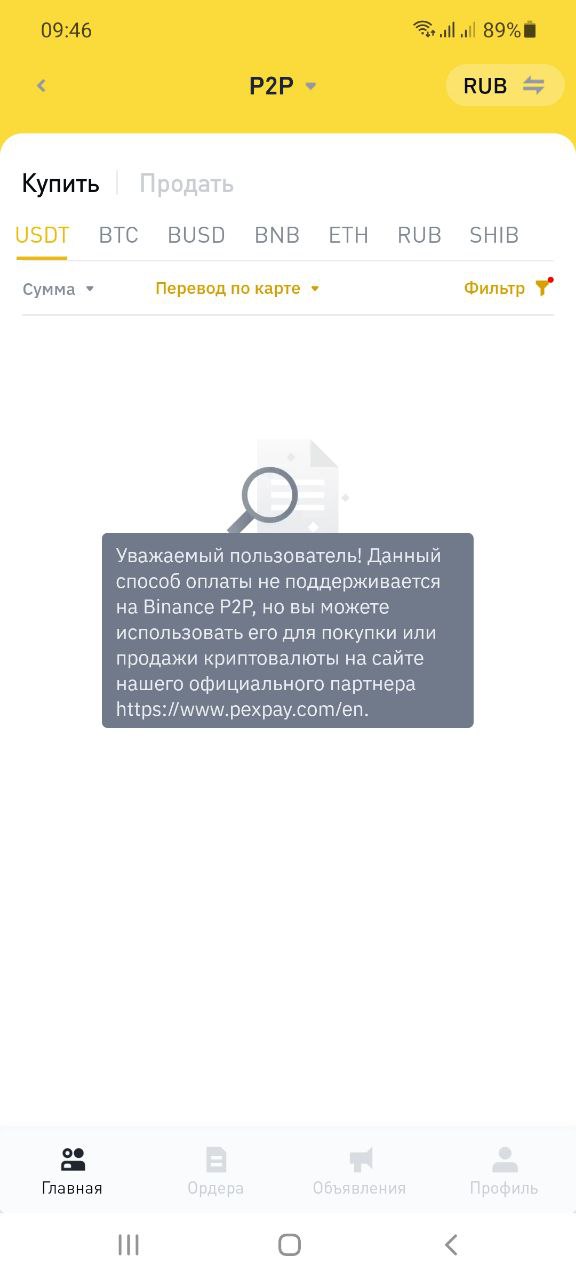 09:46 89%
P2P RUB
Купить Продать
USDT BTC BUSD BNB ETH RUB SHIB
Сумма Перевод по карте Фильтр
Уважаемый пользователь! Данный
способ оплаты не поддерживается
на Binance P2P, но вы можете
использовать его для покупки или
продажи криптовалюты на сайте
нашего официального партнера
https://www.pexpay.com/en.
Главная Ордера Объявления Профиль